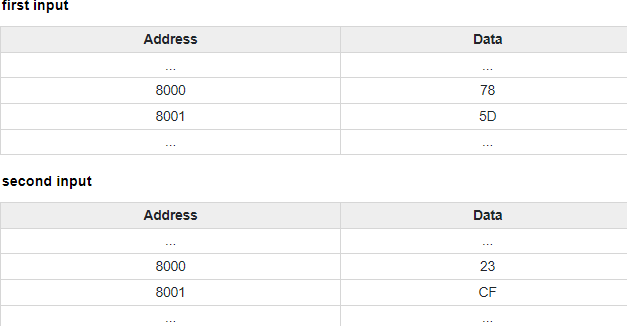 first input
Address Data
... ...
8000 78
8001 5D
... ...
second input
Address Data
... ...
8000 23
8001 CF
... ...